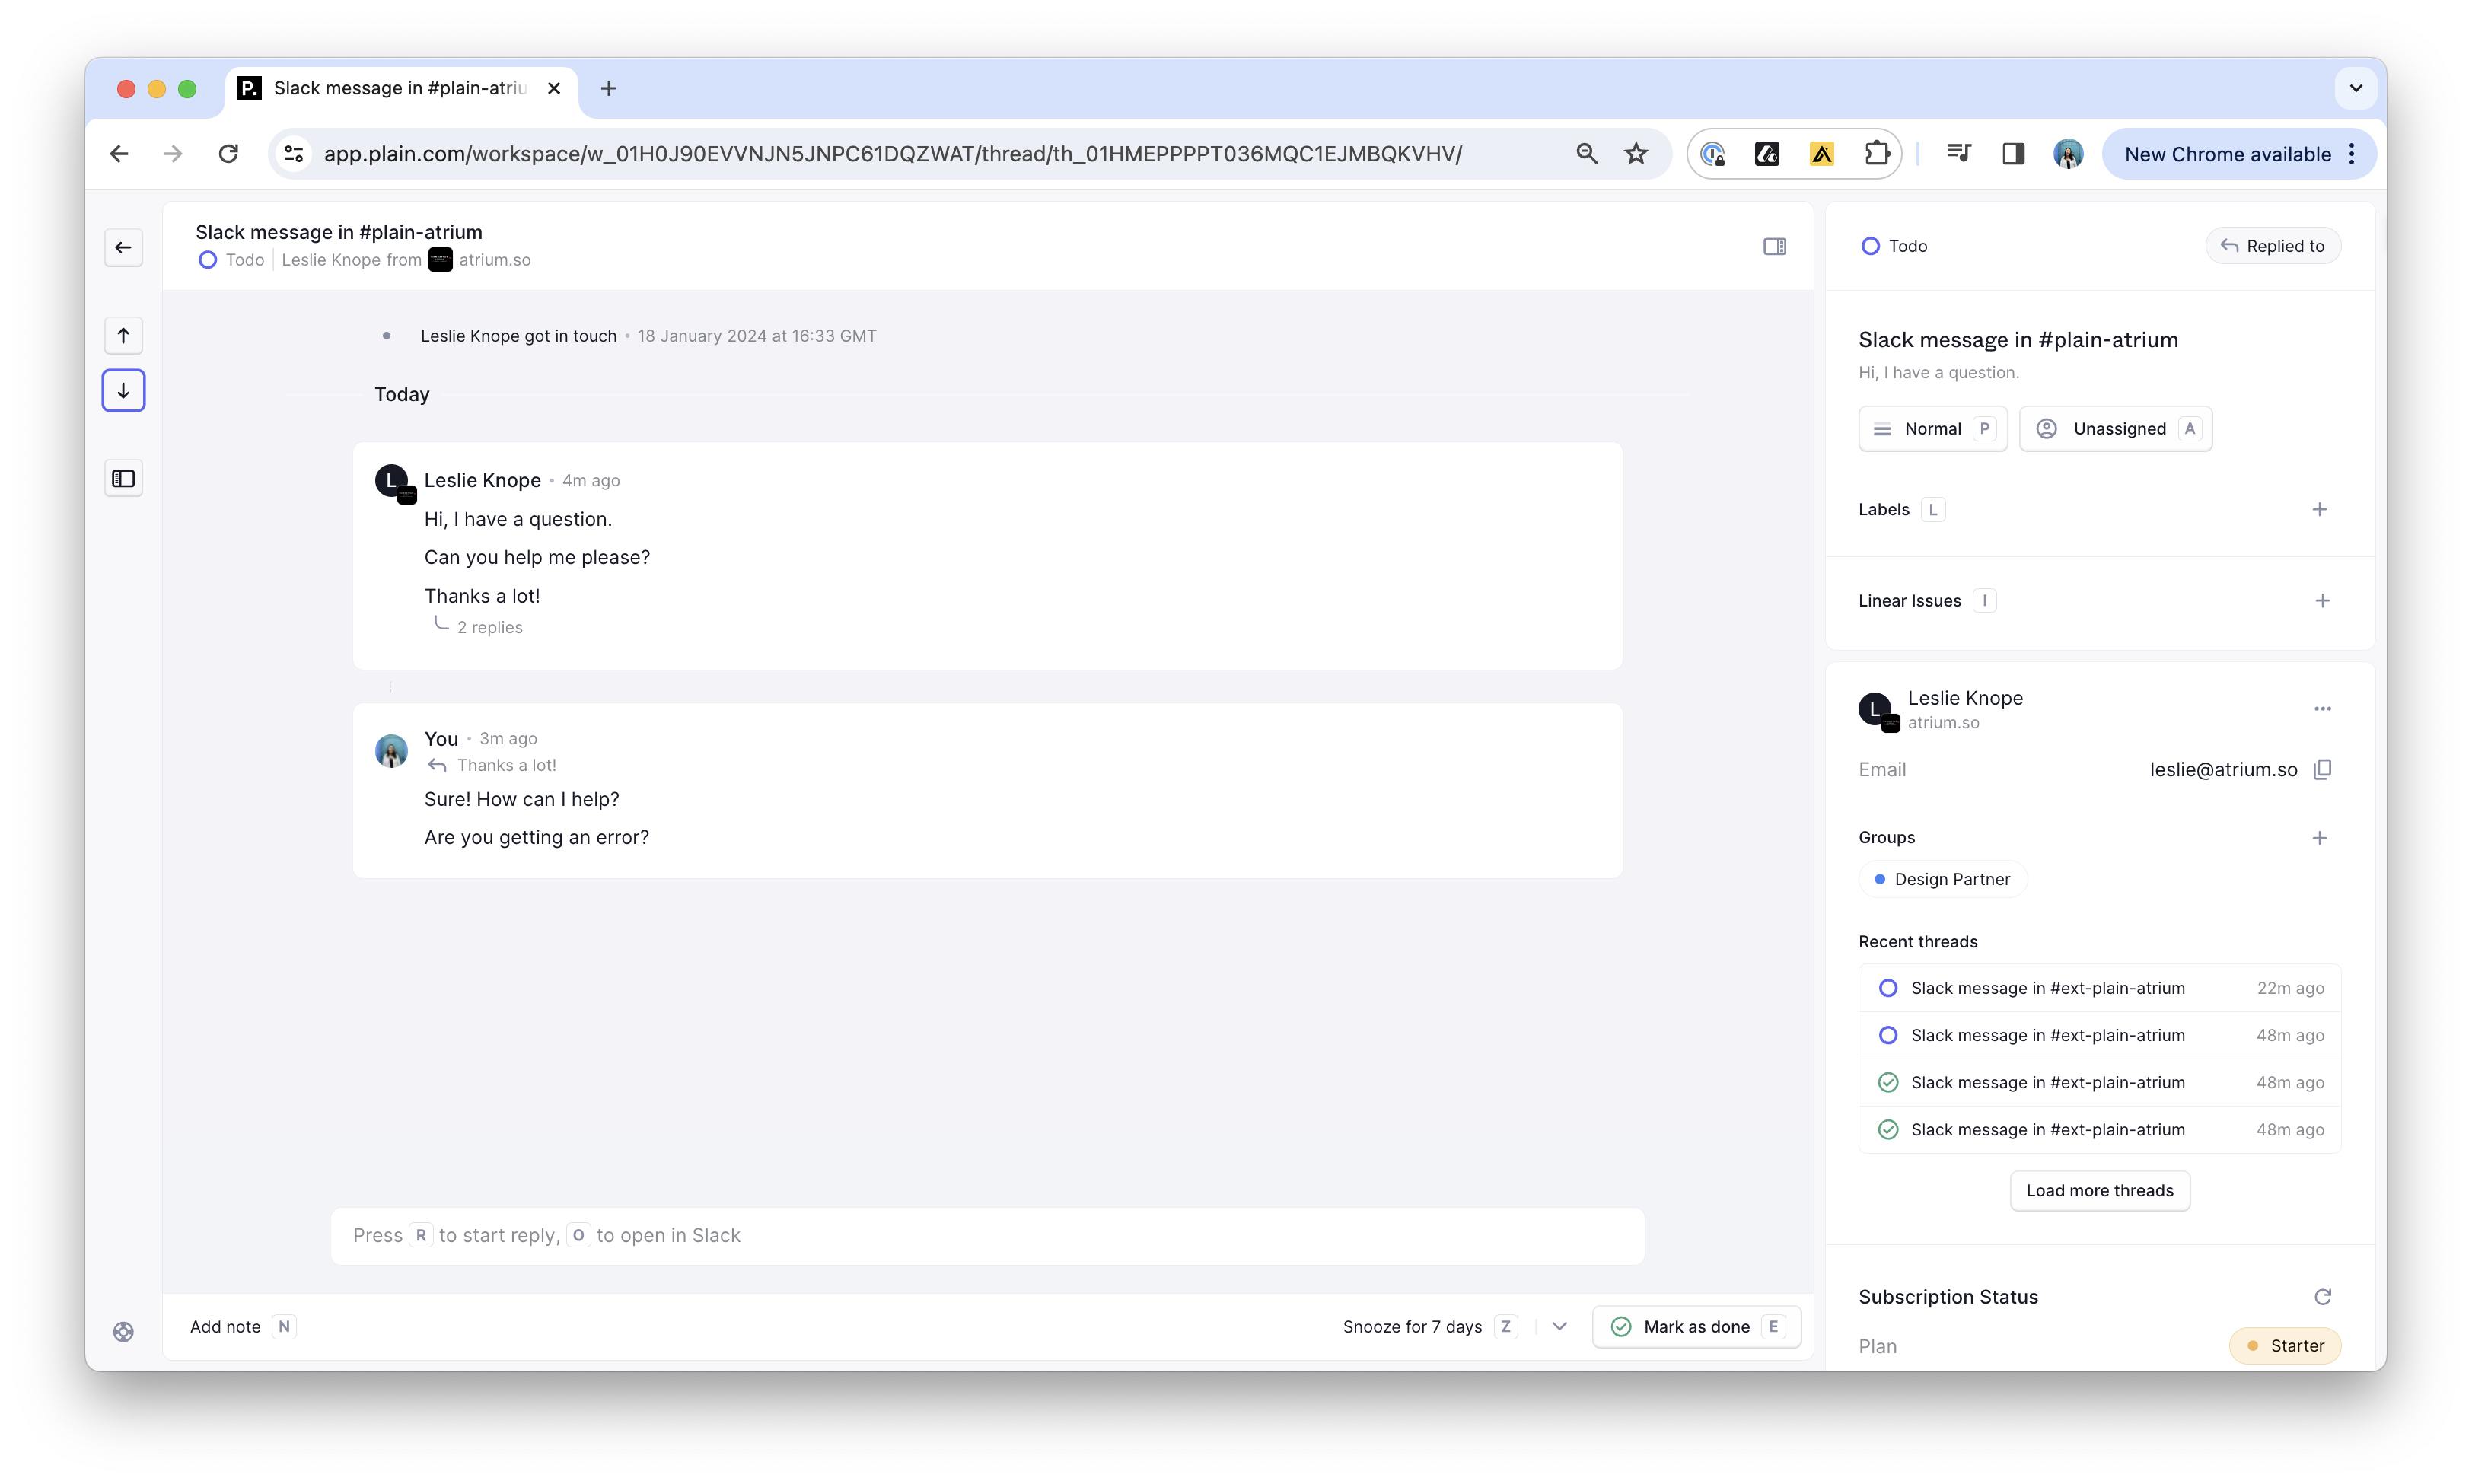 P. Slack message in #plain-atriu
app.plain.com/workspace/w_01H0J90EVVNJN5JNPC61DQZWAT/thread/th_01HMEPPPPT036MQC1EJMBQKVHV/
New Chrome available
Slack message in #plain-atrium
Todo Leslie Knope from atrium.so
Leslie Knope got in touch • 18 January 2024 at 16:33 GMT
Today
L Leslie Knope • 4m ago
Hi, I have a question.
Can you help me please?
Thanks a lot!
2 replies
You • 3m ago
Thanks a lot!
Sure! How can I help?
Are you getting an error?
Press R to start reply, O to open in Slack
Add note N
Snooze for 7 days Z
Mark as done E
Todo
Replied to
Slack message in #plain-atrium
Hi, I have a question.
Normal P Unassigned A
Labels L
Linear Issues I
L Leslie Knope
atrium.so
Email leslie@atrium.so
Groups
Design Partner
Recent threads
Slack message in #ext-plain-atrium 22m ago
Slack message in #ext-plain-atrium 48m ago
Slack message in #ext-plain-atrium 48m ago
Slack message in #ext-plain-atrium 48m ago
Load more threads
Subscription Status
Plan Starter